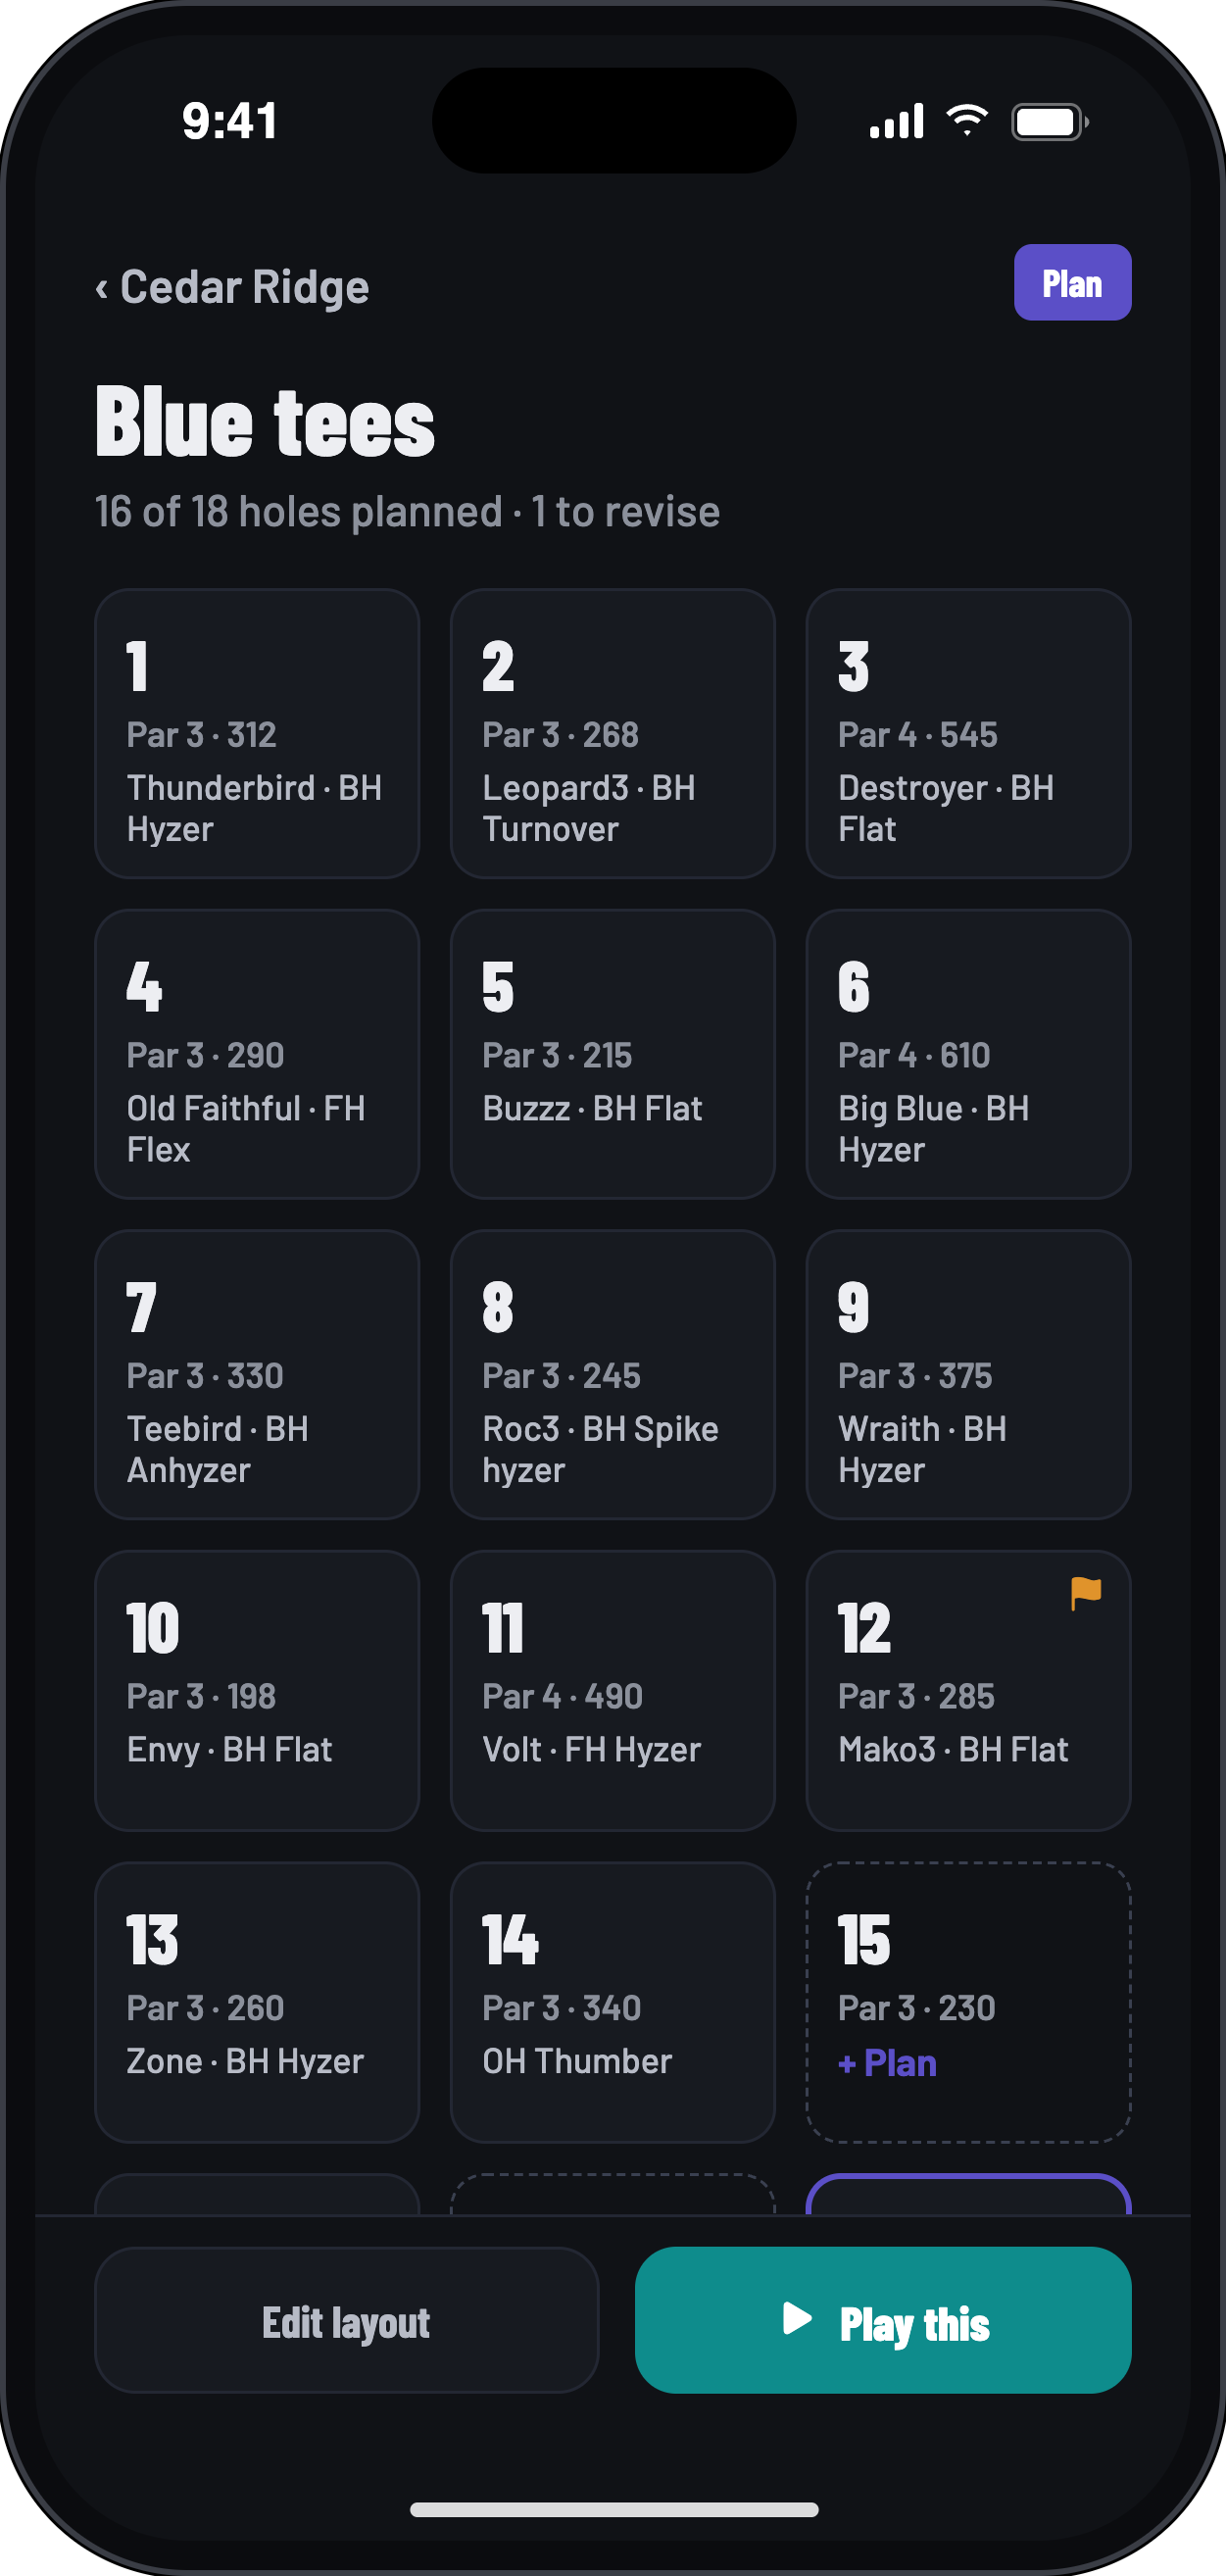 9:41
‹ Cedar Ridge
Plan
Blue tees
16 of 18 holes planned · 1 to revise
1
Par 3 · 312
Thunderbird · BH
Hyzer
2
Par 3 · 268
Leopard3 · BH
Turnover
3
Par 4 · 545
Destroyer · BH
Flat
4
Par 3 · 290
Old Faithful · FH
Flex
5
Par 3 · 215
Buzzz · BH Flat
6
Par 4 · 610
Big Blue · BH
Hyzer
7
Par 3 · 330
Teebird · BH
Anhyzer
8
Par 3 · 245
Roc3 · BH Spike
hyzer
9
Par 3 · 375
Wraith · BH
Hyzer
10
Par 3 · 198
Envy · BH Flat
11
Par 4 · 490
Volt · FH Hyzer
12
Par 3 · 285
Mako3 · BH Flat
13
Par 3 · 260
Zone · BH Hyzer
14
Par 3 · 340
OH Thumber
15
Par 3 · 230
+ Plan
Edit layout
Play this